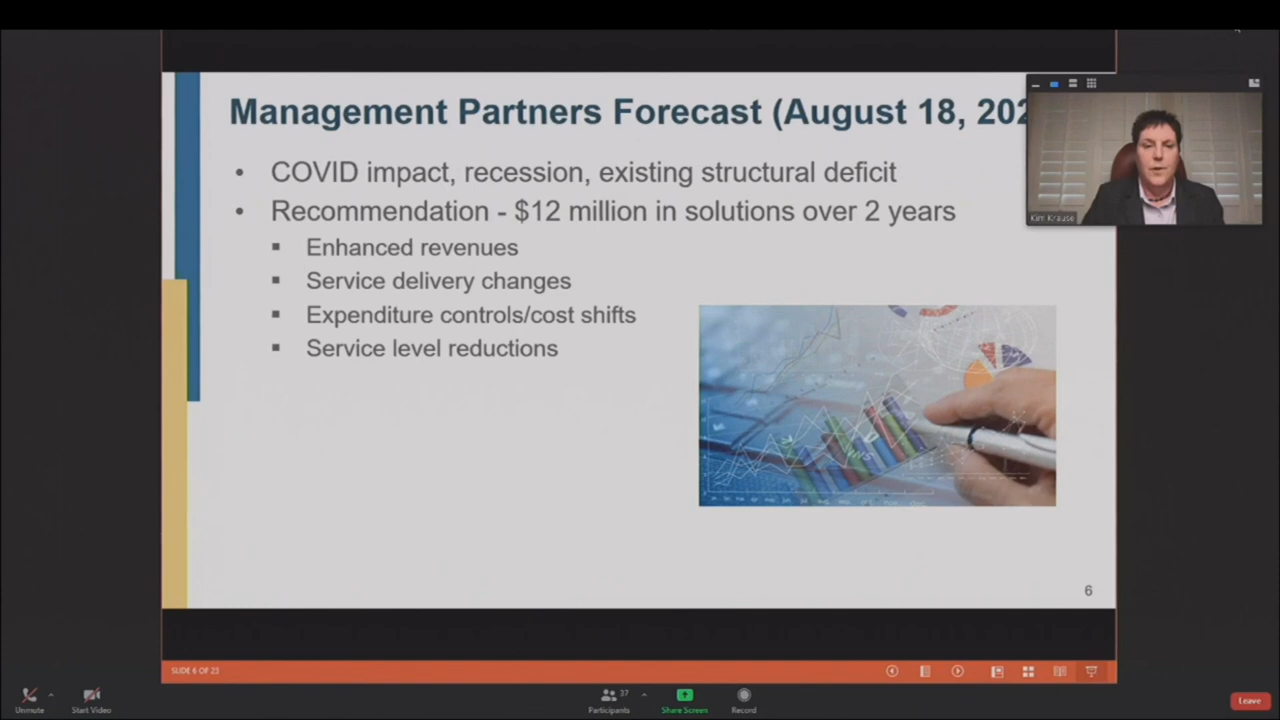 Management Partners Forecast (August 18, 202
• COVID impact, recession, existing structural deficit
• Recommendation - $12 million in solutions over 2 years
▪ Enhanced revenues
▪ Service delivery changes
▪ Expenditure controls/cost shifts
▪ Service level reductions
Kim Krause
6
SLIDE 6 OF 23
Unmute
Start Video
Participants
37
Share Screen
Record
Leave